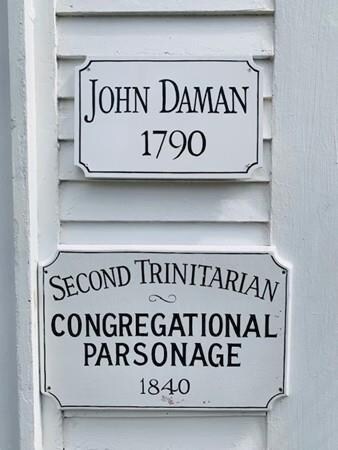 JOHN DAMAN
1790
SECOND TRINITARIAN
CONGREGATIONAL
PARSONAGE
1840